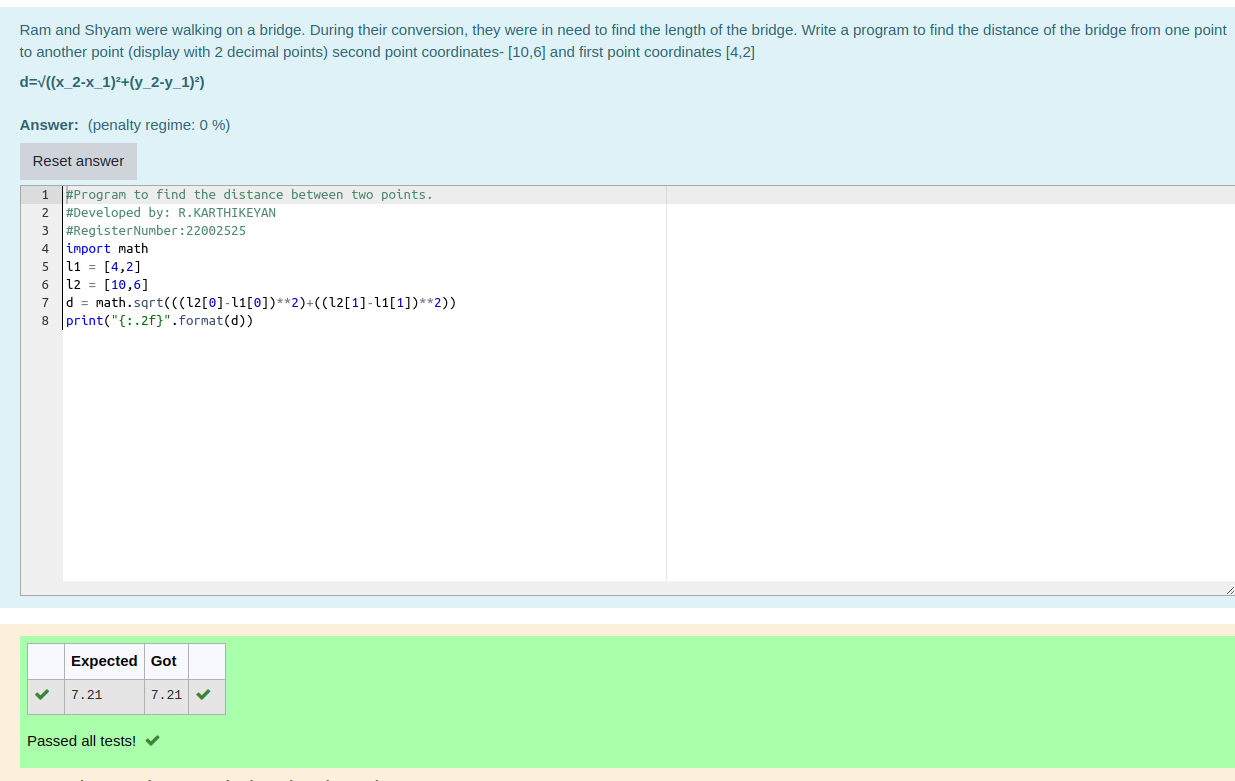 Ram and Shyam were walking on a bridge. During their conversion, they were in need to find the length of the bridge. Write a program to find the distance of the bridge from one point
to another point (display with 2 decimal points) second point coordinates- [10,6] and first point coordinates [4,2]
d=√((x_2-x_1)²+(y_2-y_1)²)
Answer: (penalty regime: 0 %)
Reset answer
1 #Program to find the distance between two points.
2 #Developed by: R.KARTHIKEYAN
3 #RegisterNumber:22002525
4 import math
5 l1 = [4,2]
6 l2 = [10,6]
7 d = math.sqrt(((l2[0]-l1[0])**2)+((l2[1]-l1[1])**2))
8 print("{:.2f}".format(d))
Expected Got
7.21 7.21
Passed all tests!